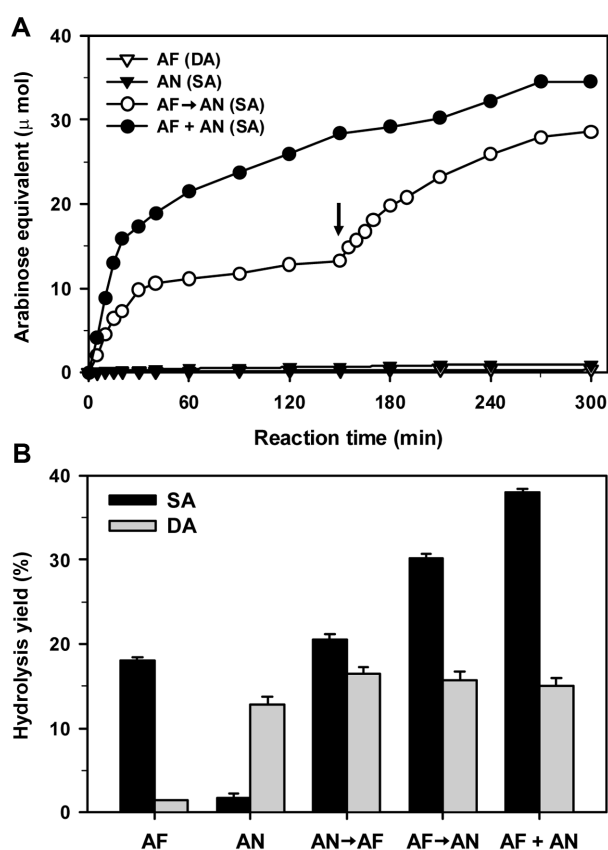 A
40
30
20
10
0
Arabinose equivalent (μ mol)
AF (DA)
AN (SA)
AF→AN (SA)
AF + AN (SA)
0 60 120 180 240 300
Reaction time (min)
B
40
30
20
10
0
Hydrolysis yield (%)
SA
DA
AF AN AN→AF AF→AN AF + AN